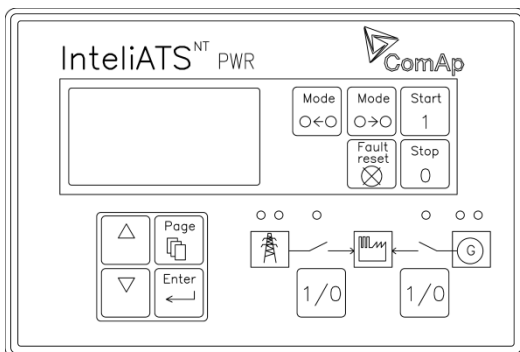 InteliATS NT PWR
ComAp
Mode
Mode
Start
1
Fault
reset
Stop
0
Page
Enter
G
1/0
1/0